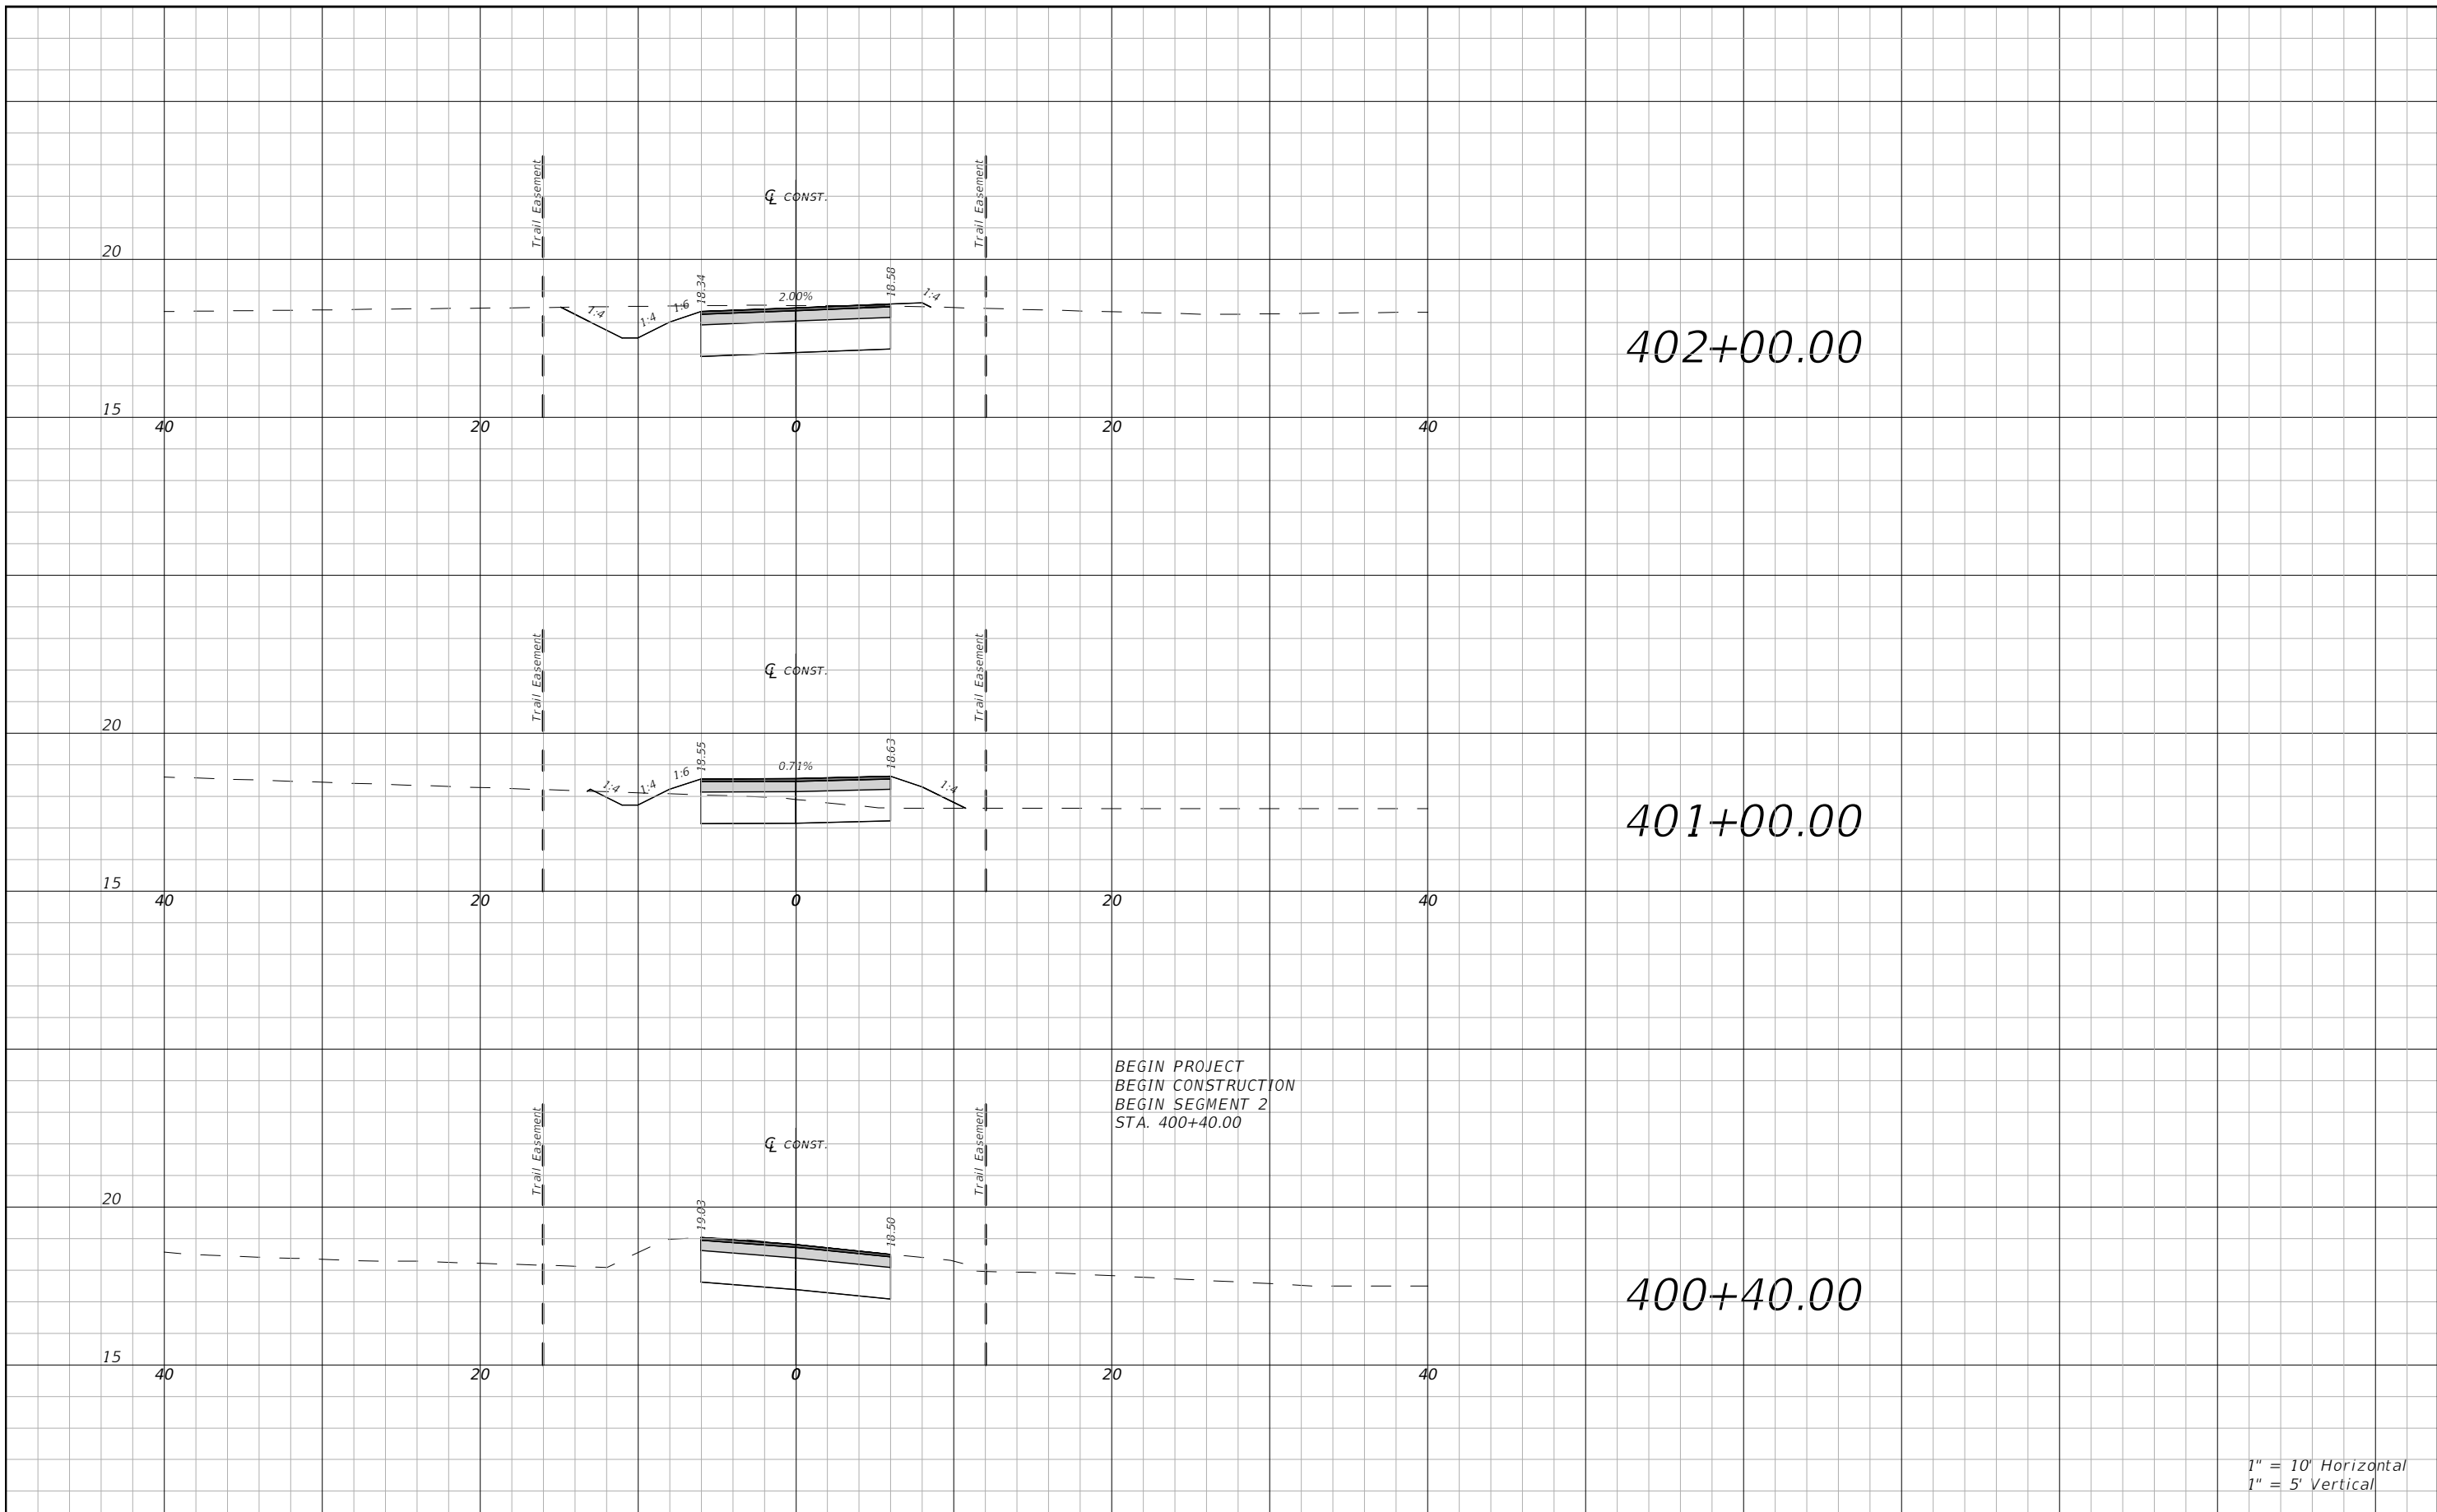 Trail Easement
Trail Easement
℄ CONST.
20
18.34
18.58
2.00%
1:4
1:4
1:4
1:6
402+00.00
15
40
20
0
20
40
Trail Easement
Trail Easement
℄ CONST.
20
18.55
18.63
0.71%
1:4
1:4
1:6
1:4
401+00.00
15
40
20
0
20
40
BEGIN PROJECT
BEGIN CONSTRUCTION
BEGIN SEGMENT 2
STA. 400+40.00
Trail Easement
Trail Easement
℄ CONST.
20
19.03
18.50
400+40.00
15
40
20
0
20
40
1" = 10' Horizontal
1" = 5' Vertical